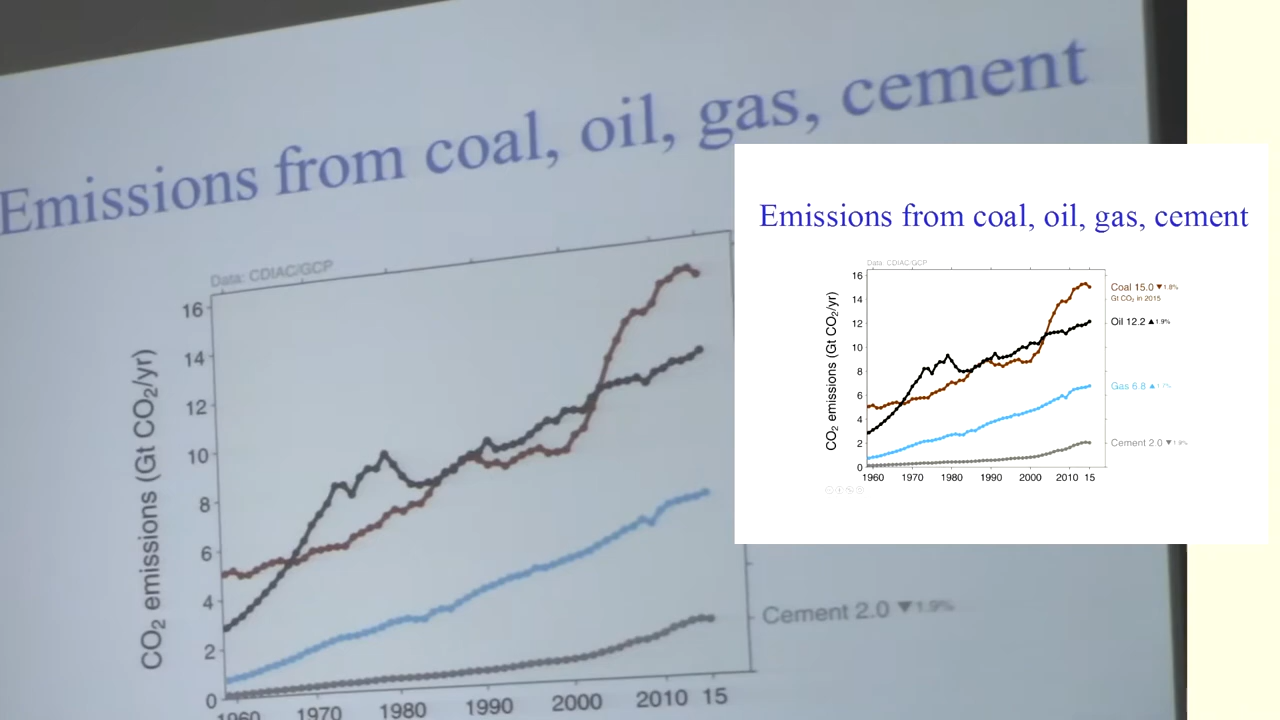 Emissions from coal, oil, gas, cement
Data: CDIAC/GCP
CO₂ emissions (Gt CO₂/yr)
16
14
12
10
8
6
4
2
0
1960 1970 1980 1990 2000 2010 15
Cement 2.0 ▼1.9%
Emissions from coal, oil, gas, cement
Data: CDIAC/GCP
CO₂ emissions (Gt CO₂/yr)
16
14
12
10
8
6
4
2
0
1960 1970 1980 1990 2000 2010 15
Coal 15.0 ▼1.8%
Gt CO₂ in 2015
Oil 12.2 ▲1.9%
Gas 6.8 ▲1.7%
Cement 2.0 ▼1.9%